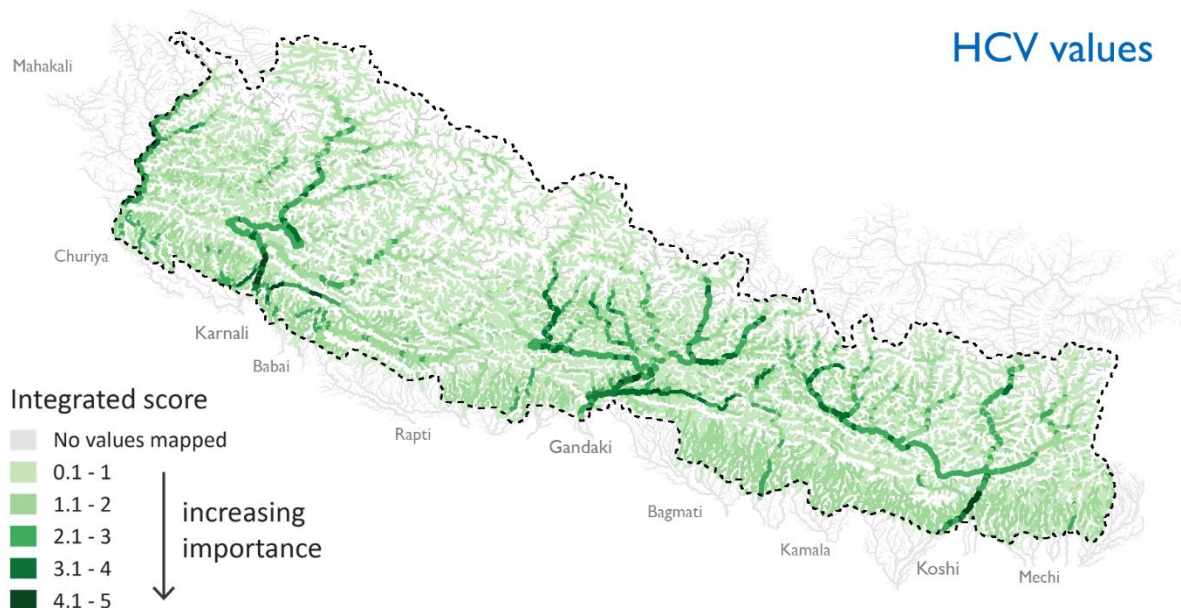 HCV values
Mahakali
Churiya
Karnali
Babai
Rapti
Gandaki
Bagmati
Kamala
Koshi
Mechi
Integrated score
No values mapped
0.1 - 1
1.1 - 2
2.1 - 3
3.1 - 4
4.1 - 5
increasing
importance